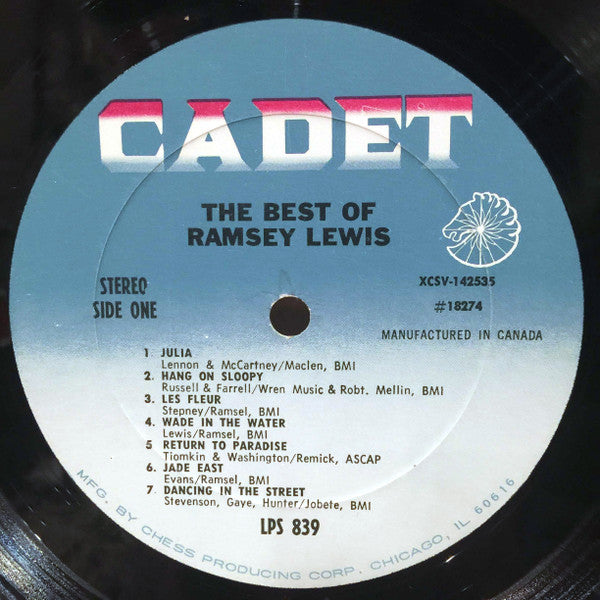 CADET
THE BEST OF
RAMSEY LEWIS
STEREO
SIDE ONE
XCSV-142535
#18274
MANUFACTURED IN CANADA
1. JULIA
Lennon & McCartney/Maclen, BMI
2. HANG ON SLOOPY
Russell & Farrell/Wren Music & Robt. Mellin, BMI
3. LES FLEUR
Stepney/Ramsel, BMI
4. WADE IN THE WATER
Lewis/Ramsel, BMI
5 RETURN TO PARADISE
Tiomkin & Washington/Remick, ASCAP
6. JADE EAST
Evans/Ramsel, BMI
7 DANCING IN THE STREET
Stevenson, Gaye, Hunter/Jobete, BMI
LPS 839
MFG. BY CHESS PRODUCING CORP. CHICAGO, IL 60616